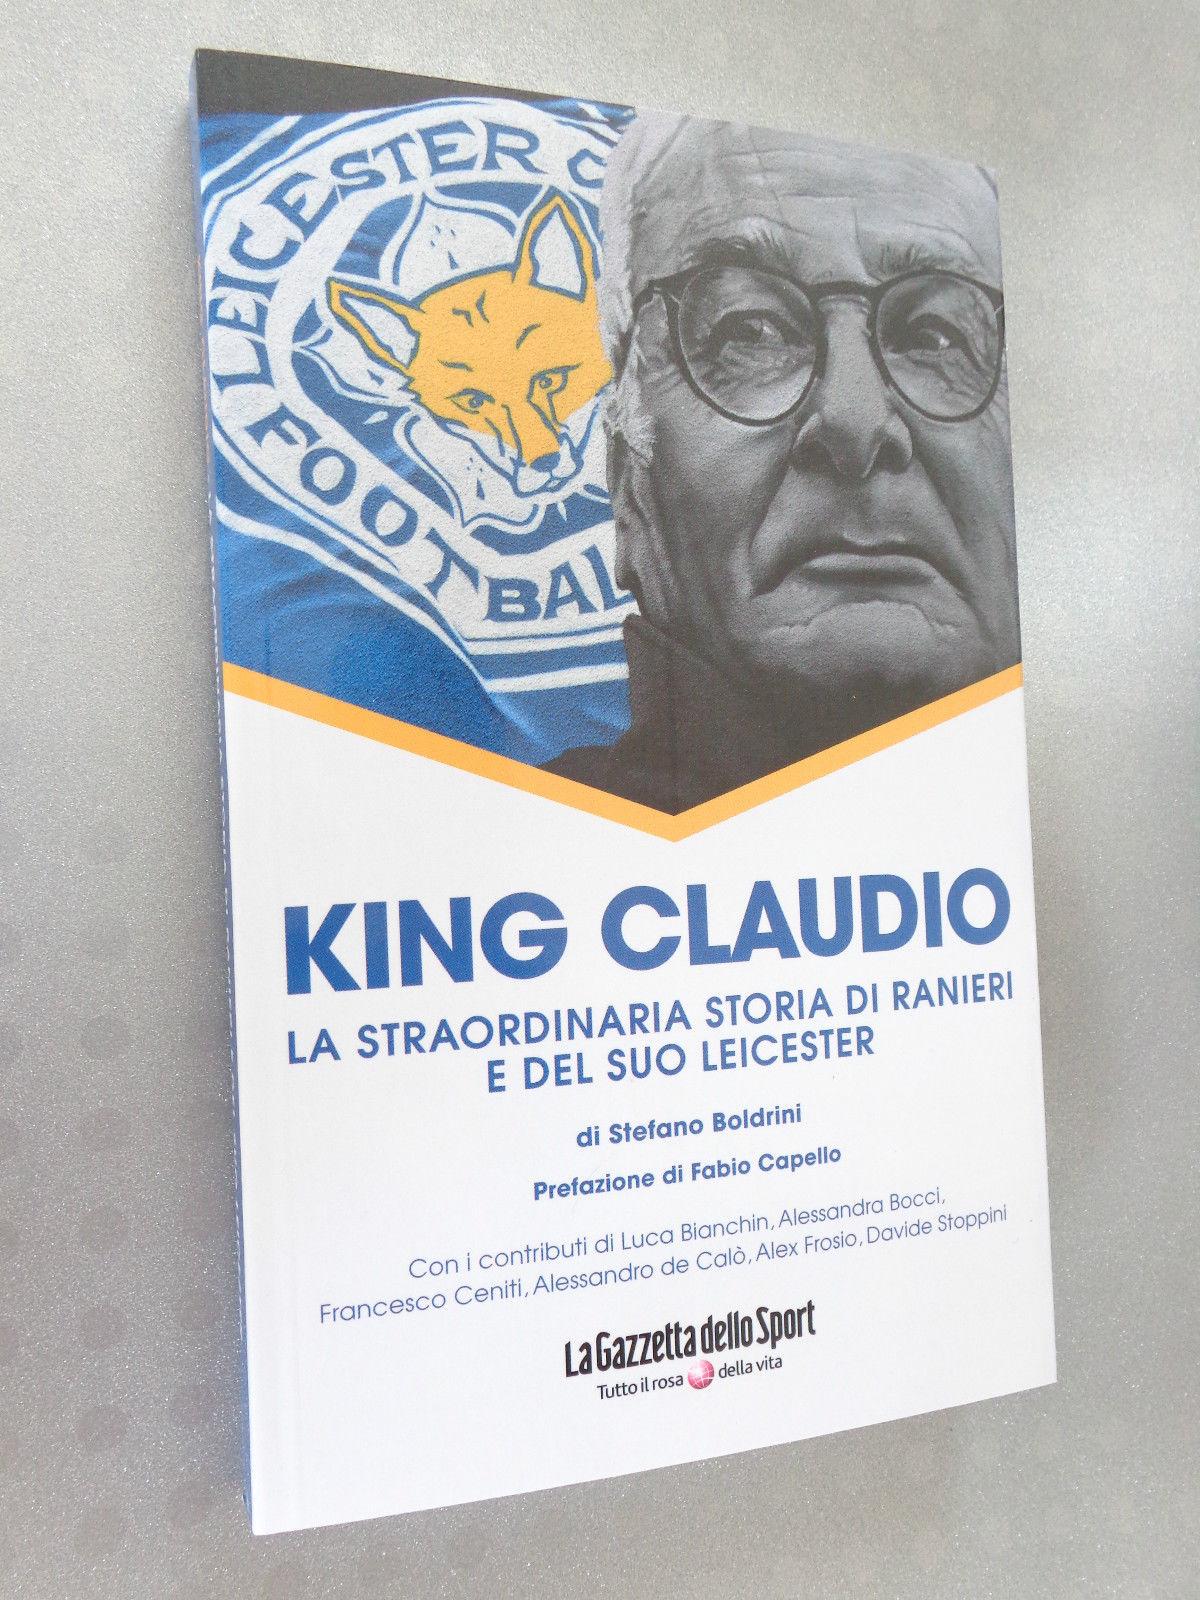 LEICESTER C
FOOTBAL
KING CLAUDIO
LA STRAORDINARIA STORIA DI RANIERI
E DEL SUO LEICESTER
di Stefano Boldrini
Prefazione di Fabio Capello
Con i contributi di Luca Bianchin, Alessandra Bocci,
Francesco Ceniti, Alessandro de Calò, Alex Frosio, Davide Stoppini
La Gazzetta dello Sport
Tutto il rosa della vita